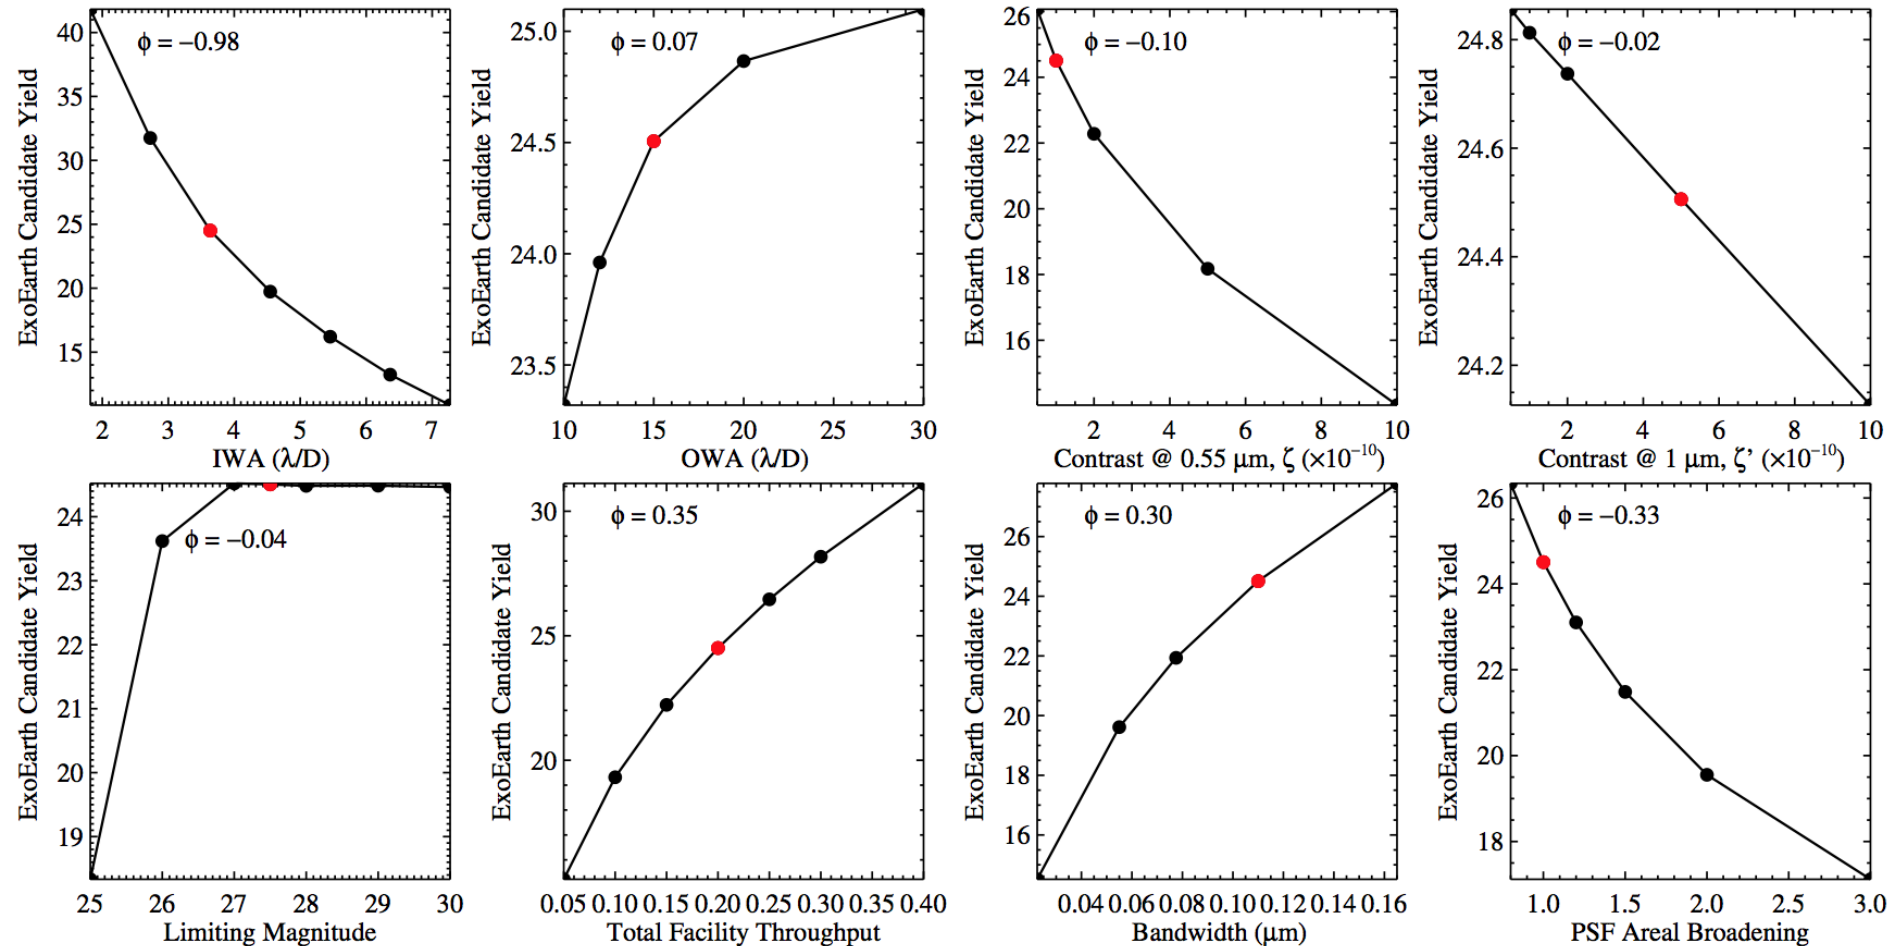 ExoEarth Candidate Yield
40
35
30
25
20
15
φ = −0.98
2 3 4 5 6 7
IWA (λ/D)
ExoEarth Candidate Yield
25.0
24.5
24.0
23.5
φ = 0.07
10 15 20 25 30
OWA (λ/D)
ExoEarth Candidate Yield
26
24
22
20
18
16
φ = −0.10
2 4 6 8 10
Contrast @ 0.55 μm, ζ (×10⁻¹⁰)
ExoEarth Candidate Yield
24.8
24.6
24.4
24.2
φ = −0.02
2 4 6 8 10
Contrast @ 1 μm, ζ’ (×10⁻¹⁰)
ExoEarth Candidate Yield
24
23
22
21
20
19
φ = −0.04
25 26 27 28 29 30
Limiting Magnitude
ExoEarth Candidate Yield
30
25
20
φ = 0.35
0.05 0.10 0.15 0.20 0.25 0.30 0.35 0.40
Total Facility Throughput
ExoEarth Candidate Yield
26
24
22
20
18
16
φ = 0.30
0.04 0.06 0.08 0.10 0.12 0.14 0.16
Bandwidth (μm)
ExoEarth Candidate Yield
26
24
22
20
18
φ = −0.33
1.0 1.5 2.0 2.5 3.0
PSF Areal Broadening